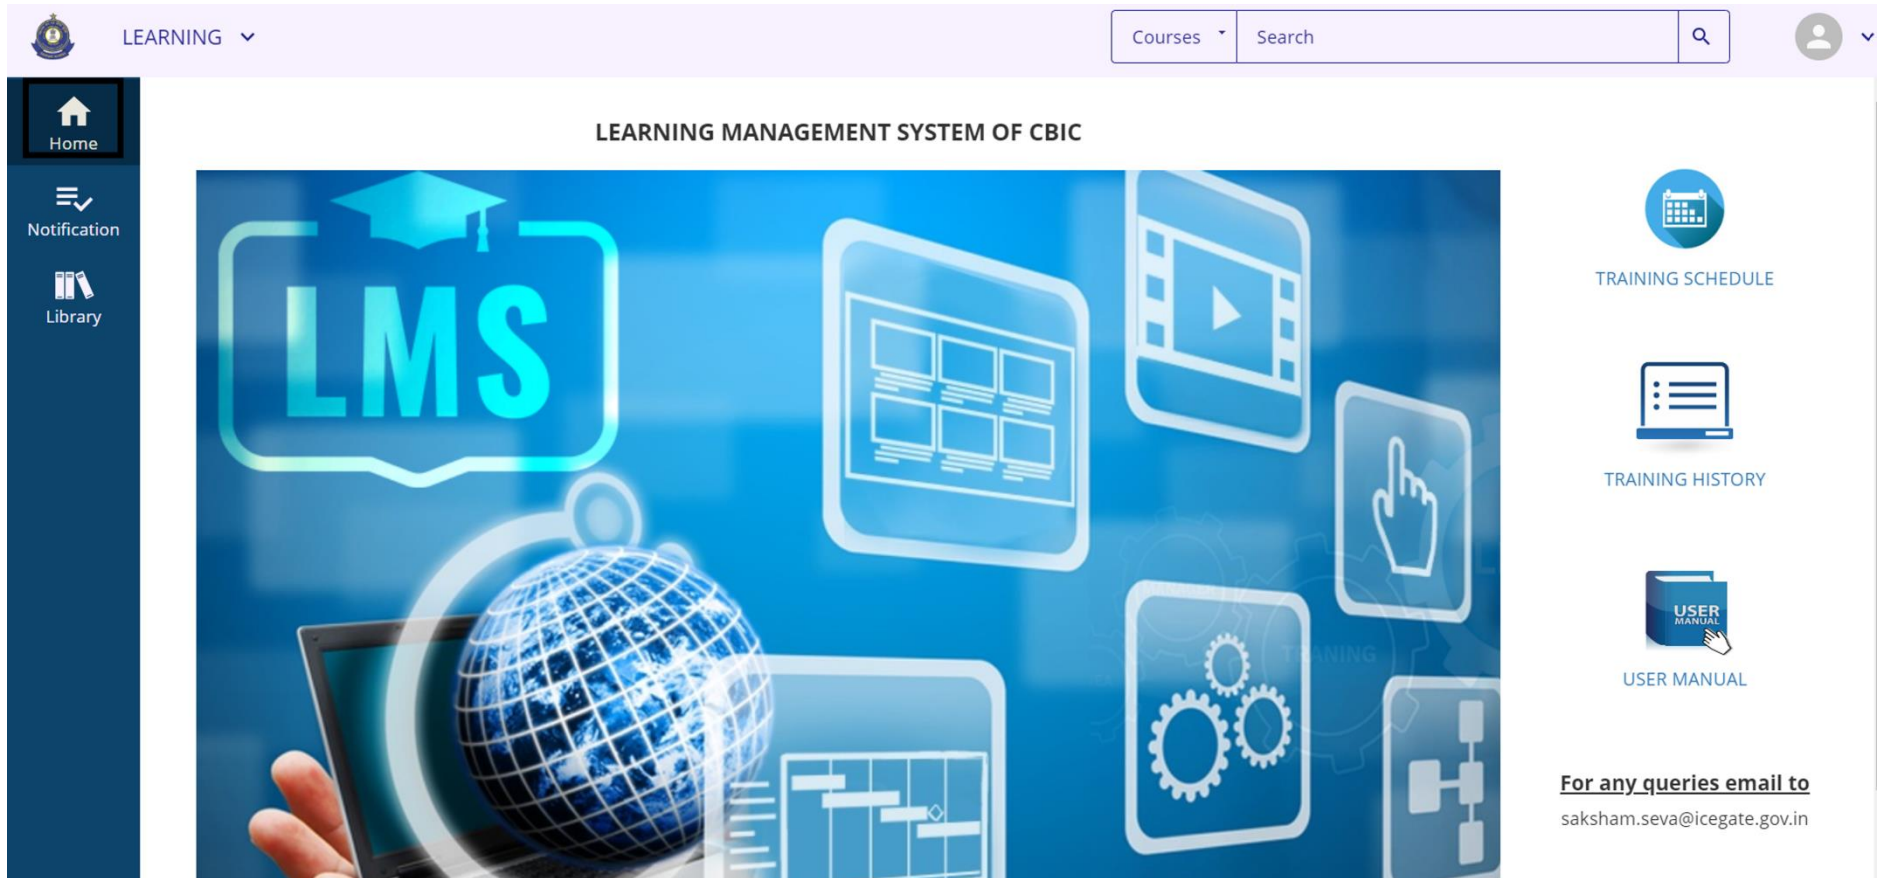 LEARNING
Courses
Search
Home
Notification
Library
LEARNING MANAGEMENT SYSTEM OF CBIC
LMS
TRANING
TRAINING SCHEDULE
TRAINING HISTORY
USER
MANUAL
USER MANUAL
For any queries email to
saksham.seva@icegate.gov.in